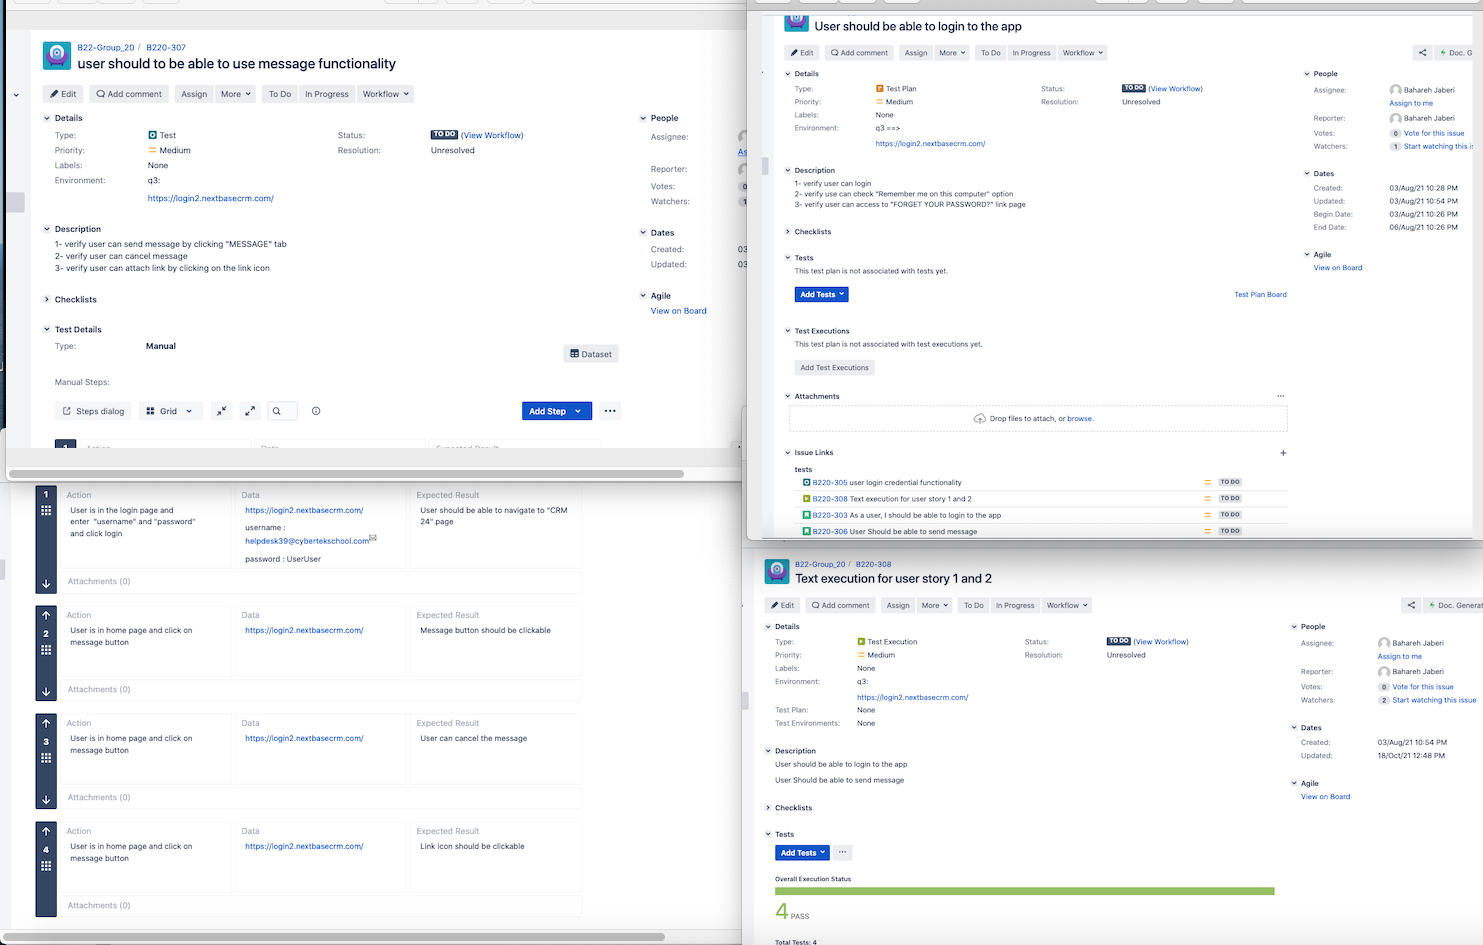 B22-Group_20 / B220-307
user should to be able to use message functionality
Edit Add comment Assign More To Do In Progress Workflow
Details
Type: Test Status: TO DO (View Workflow)
Priority: Medium Resolution: Unresolved
Labels: None
Environment: q3:
https://login2.nextbasecrm.com/
Description
1- verify user can send message by clicking "MESSAGE" tab
2- verify user can cancel message
3- verify user can attach link by clicking on the link icon
Checklists
Test Details
Type: Manual
Dataset
Manual Steps:
Steps dialog Grid Add Step
People
Assignee:
As
Reporter:
Votes: 0
Watchers: 1
Dates
Created: 03
Updated: 03
Agile
View on Board
1 Action Data Expected Result
User is in the login page and https://login2.nextbasecrm.com/ User should be able to navigate to "CRM
enter "username" and "password" username : 24" page
and click login helpdesk39@cybertekschool.com
password : UserUser
Attachments (0)
Action Data Expected Result
2 User is in home page and click on https://login2.nextbasecrm.com/ Message button should be clickable
message button
Attachments (0)
Action Data Expected Result
3 User is in home page and click on https://login2.nextbasecrm.com/ User can cancel the message
message button
Attachments (0)
Action Data Expected Result
4 User is in home page and click on https://login2.nextbasecrm.com/ Link icon should be clickable
message button
Attachments (0)
User should be able to login to the app
Edit Add comment Assign More To Do In Progress Workflow Doc. G
Details
Type: Test Plan Status: TO DO (View Workflow)
Priority: Medium Resolution: Unresolved
Labels: None
Environment: q3 ==>
https://login2.nextbasecrm.com/
Description
1- verify user can login
2- verify use can check "Remember me on this computer" option
3- verify user can access to "FORGET YOUR PASSWORD?" link page
Checklists
Tests
This test plan is not associated with tests yet.
Add Tests Test Plan Board
Test Executions
This test plan is not associated with test executions yet.
Add Test Executions
Attachments
Drop files to attach, or browse.
Issue Links
tests
B220-305 user login credential functionality TO DO
B220-308 Text execution for user story 1 and 2 TO DO
B220-303 As a user, I should be able to login to the app TO DO
B220-306 User Should be able to send message TO DO
People
Assignee: Bahareh Jaberi
Assign to me
Reporter: Bahareh Jaberi
Votes: 0 Vote for this issue
Watchers: 1 Start watching this is
Dates
Created: 03/Aug/21 10:28 PM
Updated: 03/Aug/21 10:54 PM
Begin Date: 03/Aug/21 10:26 PM
End Date: 06/Aug/21 10:26 PM
Agile
View on Board
B22-Group_20 / B220-308
Text execution for user story 1 and 2
Edit Add comment Assign More To Do In Progress Workflow Doc. Generat
Details
Type: Test Execution Status: TO DO (View Workflow)
Priority: Medium Resolution: Unresolved
Labels: None
Environment: q3:
https://login2.nextbasecrm.com/
Test Plan: None
Test Environments: None
Description
User should be able to login to the app
User Should be able to send message
Checklists
Tests
Add Tests
Overall Execution Status
4 PASS
Total Tests: 4
People
Assignee: Bahareh Jaberi
Assign to me
Reporter: Bahareh Jaberi
Votes: 0 Vote for this issue
Watchers: 2 Start watching this issue
Dates
Created: 03/Aug/21 10:54 PM
Updated: 18/Oct/21 12:48 PM
Agile
View on Board